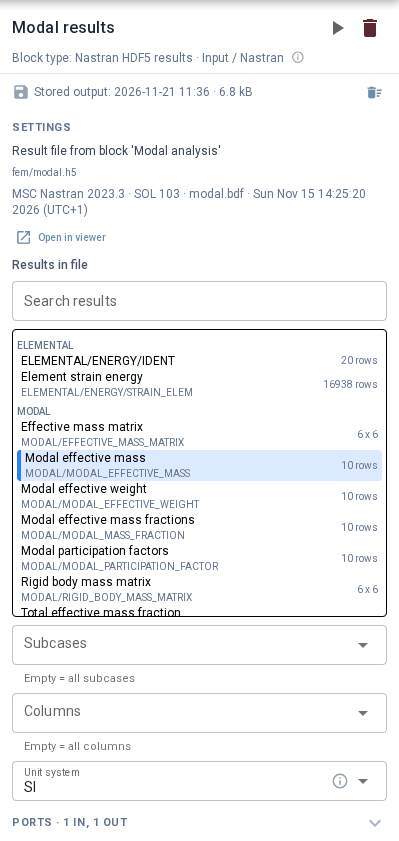 Modal results
Block type: Nastran HDF5 results · Input / Nastran
Stored output: 2026-11-21 11:36 · 6.8 kB
SETTINGS
Result file from block 'Modal analysis'
fem/modal.h5
MSC Nastran 2023.3 · SOL 103 · modal.bdf · Sun Nov 15 14:25:20
2026 (UTC+1)
Open in viewer
Results in file
Search results
ELEMENTAL
ELEMENTAL/ENERGY/IDENT 20 rows
Element strain energy
ELEMENTAL/ENERGY/STRAIN_ELEM 16938 rows
MODAL
Effective mass matrix
MODAL/EFFECTIVE_MASS_MATRIX 6 x 6
Modal effective mass
MODAL/MODAL_EFFECTIVE_MASS 10 rows
Modal effective weight
MODAL/MODAL_EFFECTIVE_WEIGHT 10 rows
Modal effective mass fractions
MODAL/MODAL_MASS_FRACTION 10 rows
Modal participation factors
MODAL/MODAL_PARTICIPATION_FACTOR 10 rows
Rigid body mass matrix
MODAL/RIGID_BODY_MASS_MATRIX 6 x 6
Total effective mass fraction
Subcases
Empty = all subcases
Columns
Empty = all columns
Unit system
SI
PORTS · 1 IN, 1 OUT